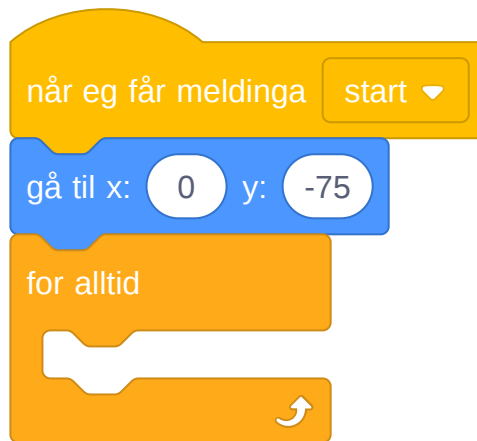 når eg får meldinga start
gå til x: 0 y: -75
for alltid